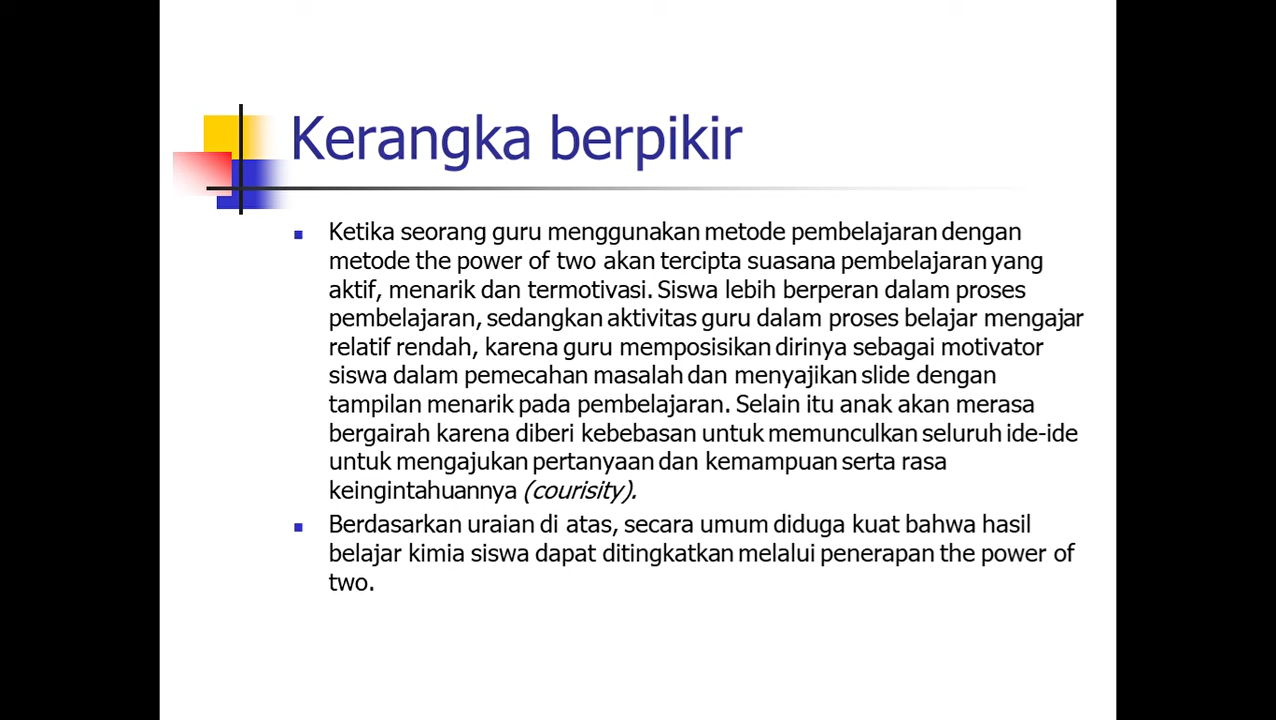 Kerangka berpikir
Ketika seorang guru menggunakan metode pembelajaran dengan
metode the power of two akan tercipta suasana pembelajaran yang
aktif, menarik dan termotivasi. Siswa lebih berperan dalam proses
pembelajaran, sedangkan aktivitas guru dalam proses belajar mengajar
relatif rendah, karena guru memposisikan dirinya sebagai motivator
siswa dalam pemecahan masalah dan menyajikan slide dengan
tampilan menarik pada pembelajaran. Selain itu anak akan merasa
bergairah karena diberi kebebasan untuk memunculkan seluruh ide-ide
untuk mengajukan pertanyaan dan kemampuan serta rasa
keingintahuannya (courisity).
Berdasarkan uraian di atas, secara umum diduga kuat bahwa hasil
belajar kimia siswa dapat ditingkatkan melalui penerapan the power of
two.